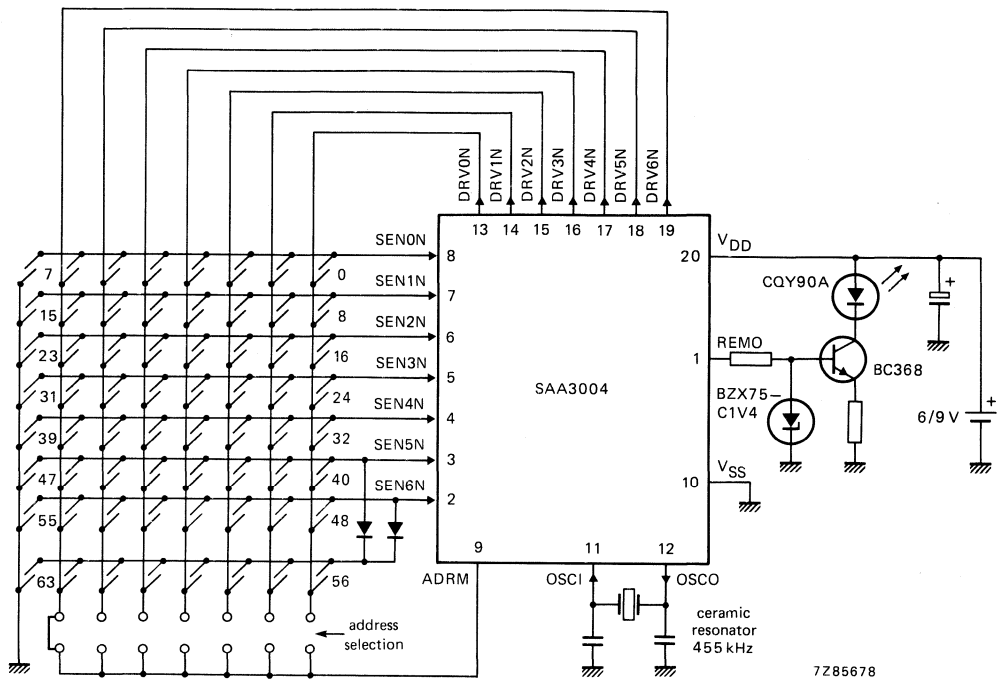 DRV0N
DRV1N
DRV2N
DRV3N
DRV4N
DRV5N
DRV6N
13 14 15 16 17 18 19
SEN0N
8
7
0
SEN1N
7
15
8
SEN2N
6
23
16
SEN3N
5
31
24
SEN4N
4
39
32
SEN5N
3
47
40
SEN6N
2
55
48
63
56
SAA3004
VDD
20
CQY90A
+
REMO
1
BC368
BZX75–
C1V4
+
6/9 V
VSS
10
9
11
12
ADRM
OSCI
OSCO
address
selection
ceramic
resonator
455 kHz
7Z85678